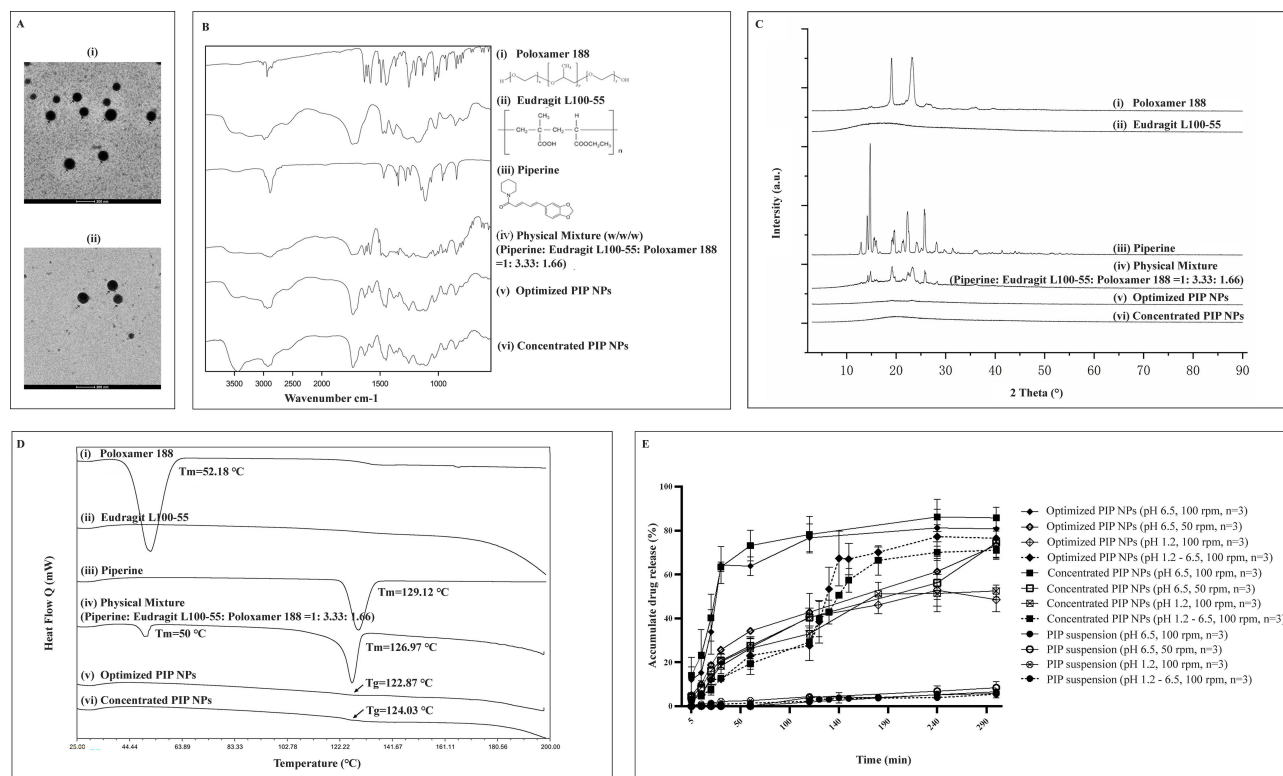 A
(i)
200 nm
(ii)
200 nm
B
(i) Poloxamer 188
(ii) Eudragit L100-55
(iii) Piperine
(iv) Physical Mixture (w/w/w)
(Piperine: Eudragit L100-55: Poloxamer 188
=1: 3.33: 1.66)
(v) Optimized PIP NPs
(vi) Concentrated PIP NPs
3500 3000 2500 2000 1500 1000
Wavenumber cm-1
H O x O y O z OH
CH₃ H
CH₂ C CH₂ C
COOH COOCH₂CH₃ n
N
O O
O
C
Intersity (a.u.)
(i) Poloxamer 188
(ii) Eudragit L100-55
(iii) Piperine
(iv) Physical Mixture
(Piperine: Eudragit L100-55: Poloxamer 188 =1: 3.33: 1.66)
(v) Optimized PIP NPs
(vi) Concentrated PIP NPs
10 20 30 40 50 60 70 80 90
2 Theta (°)
D
Heat Flow Q (mW)
(i) Poloxamer 188
Tm=52.18 °C
(ii) Eudragit L100-55
(iii) Piperine
Tm=129.12 °C
(iv) Physical Mixture
(Piperine: Eudragit L100-55: Poloxamer 188 =1: 3.33: 1.66)
Tm=50 °C
Tm=126.97 °C
(v) Optimized PIP NPs
Tg=122.87 °C
(vi) Concentrated PIP NPs
Tg=124.03 °C
25.00 44.44 63.89 83.33 102.78 122.22 141.67 161.11 180.56 200.00
Temperature (°C)
E
Accumulate drug release (%)
100
80
60
40
20
0
5 50 100 140 190 240 290
Time (min)
Optimized PIP NPs (pH 6.5, 100 rpm, n=3)
Optimized PIP NPs (pH 6.5, 50 rpm, n=3)
Optimized PIP NPs (pH 1.2, 100 rpm, n=3)
Optimized PIP NPs (pH 1.2 - 6.5, 100 rpm, n=3)
Concentrated PIP NPs (pH 6.5, 100 rpm, n=3)
Concentrated PIP NPs (pH 6.5, 50 rpm, n=3)
Concentrated PIP NPs (pH 1.2, 100 rpm, n=3)
Concentrated PIP NPs (pH 1.2 - 6.5, 100 rpm, n=3)
PIP suspension (pH 6.5, 100 rpm, n=3)
PIP suspension (pH 6.5, 50 rpm, n=3)
PIP suspension (pH 1.2, 100 rpm, n=3)
PIP suspension (pH 1.2 - 6.5, 100 rpm, n=3)